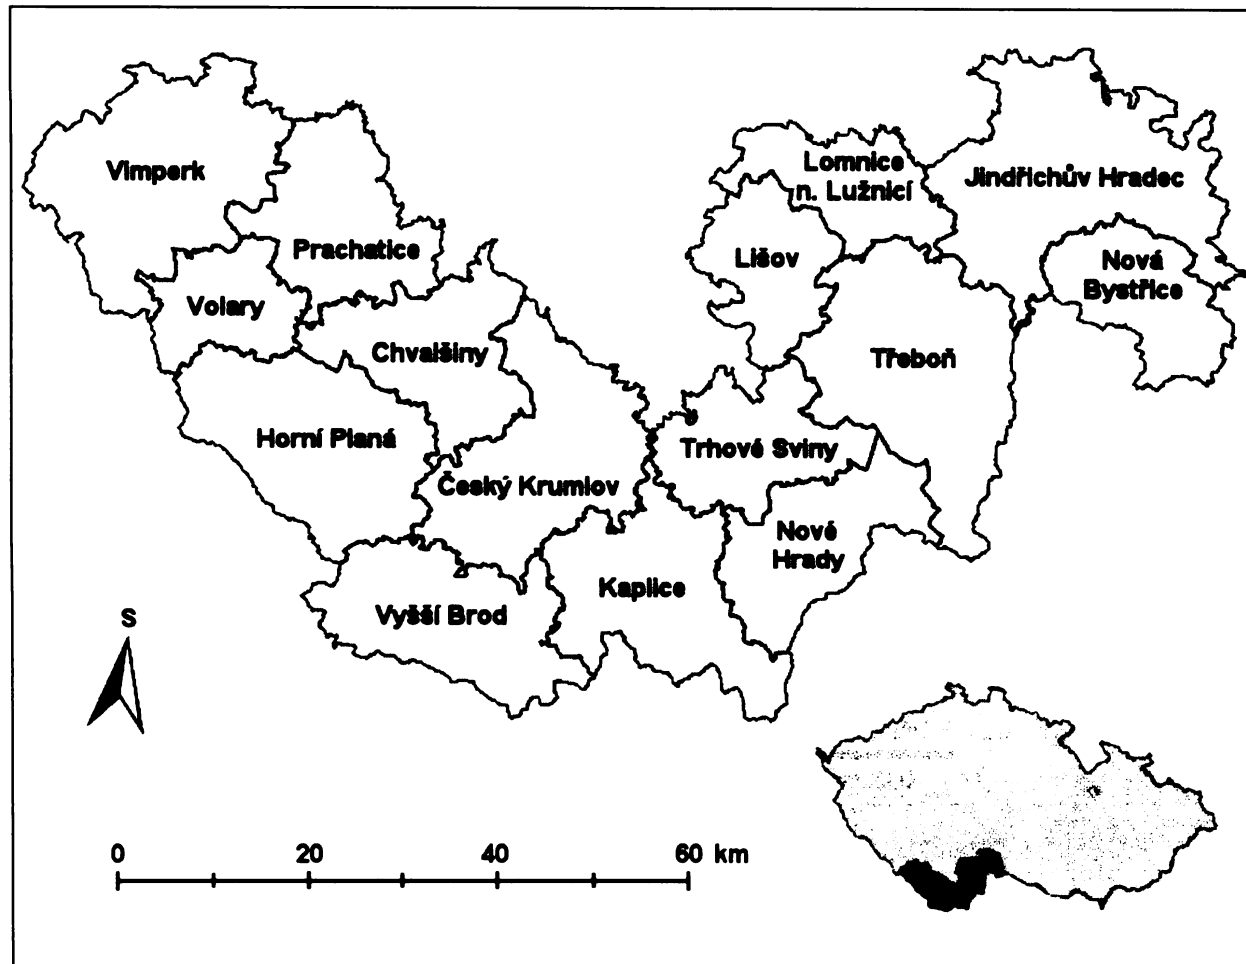 Vimperk
Lomnice
n. Lužnicí
Jindřichův Hradec
Prachatice
Lišov
Nová
Bystřice
Volary
Chvalšiny
Třeboň
Horní Planá
Trhové Sviny
Český Krumlov
Nové
Hrady
Kaplice
Vyšší Brod
S
0 20 40 60 km